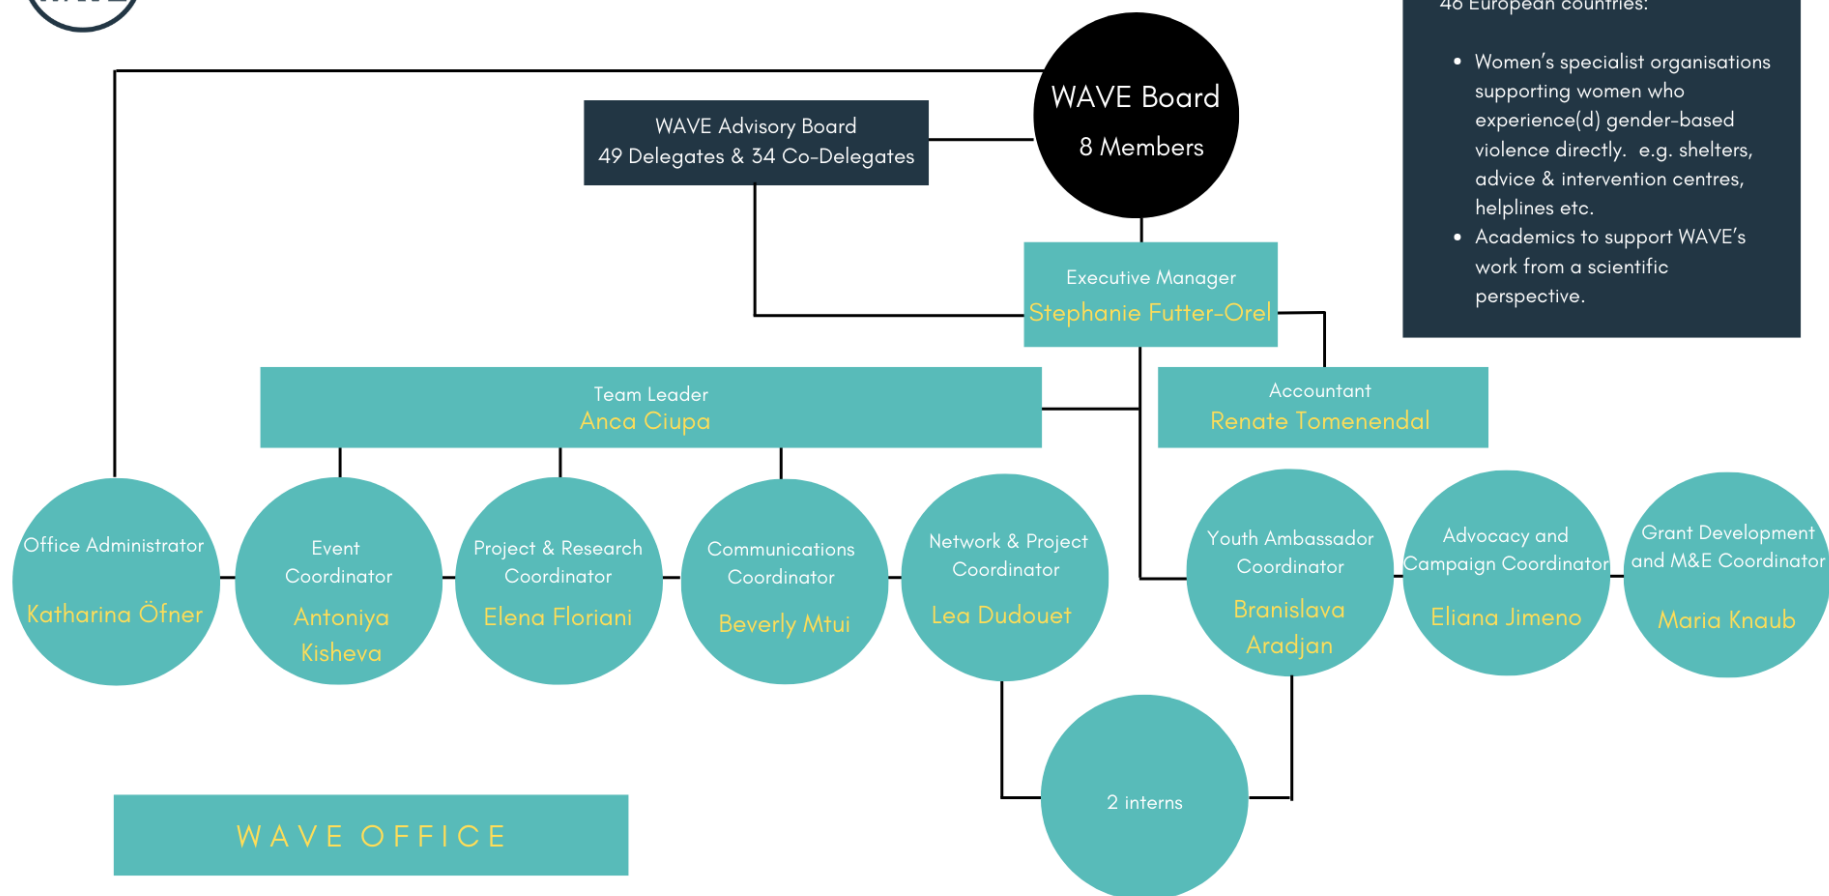 46 European countries:
WAVE Board
8 Members
WAVE Advisory Board
49 Delegates & 34 Co-Delegates
• Women's specialist organisations
supporting women who
experience(d) gender-based
violence directly. e.g. shelters,
advice & intervention centres,
helplines etc.
• Academics to support WAVE's
work from a scientific
perspective.
Executive Manager
Stephanie Futter-Orel
Team Leader
Anca Ciupa
Accountant
Renate Tomenendal
Office Administrator
Katharina Öfner
Event
Coordinator
Antoniya
Kisheva
Project & Research
Coordinator
Elena Floriani
Communications
Coordinator
Beverly Mtui
Network & Project
Coordinator
Lea Dudouet
Youth Ambassador
Coordinator
Branislava
Aradjan
Advocacy and
Campaign Coordinator
Eliana Jimeno
Grant Development
and M&E Coordinator
Maria Knaub
2 interns
WAVE OFFICE